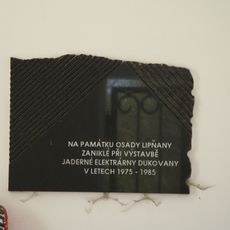 NA PAMÁTKU OSADY LIPŇANY
ZANIKLÉ PŘI VÝSTAVBĚ
JADERNÉ ELEKTRÁRNY DUKOVANY
V LETECH 1975 - 1985